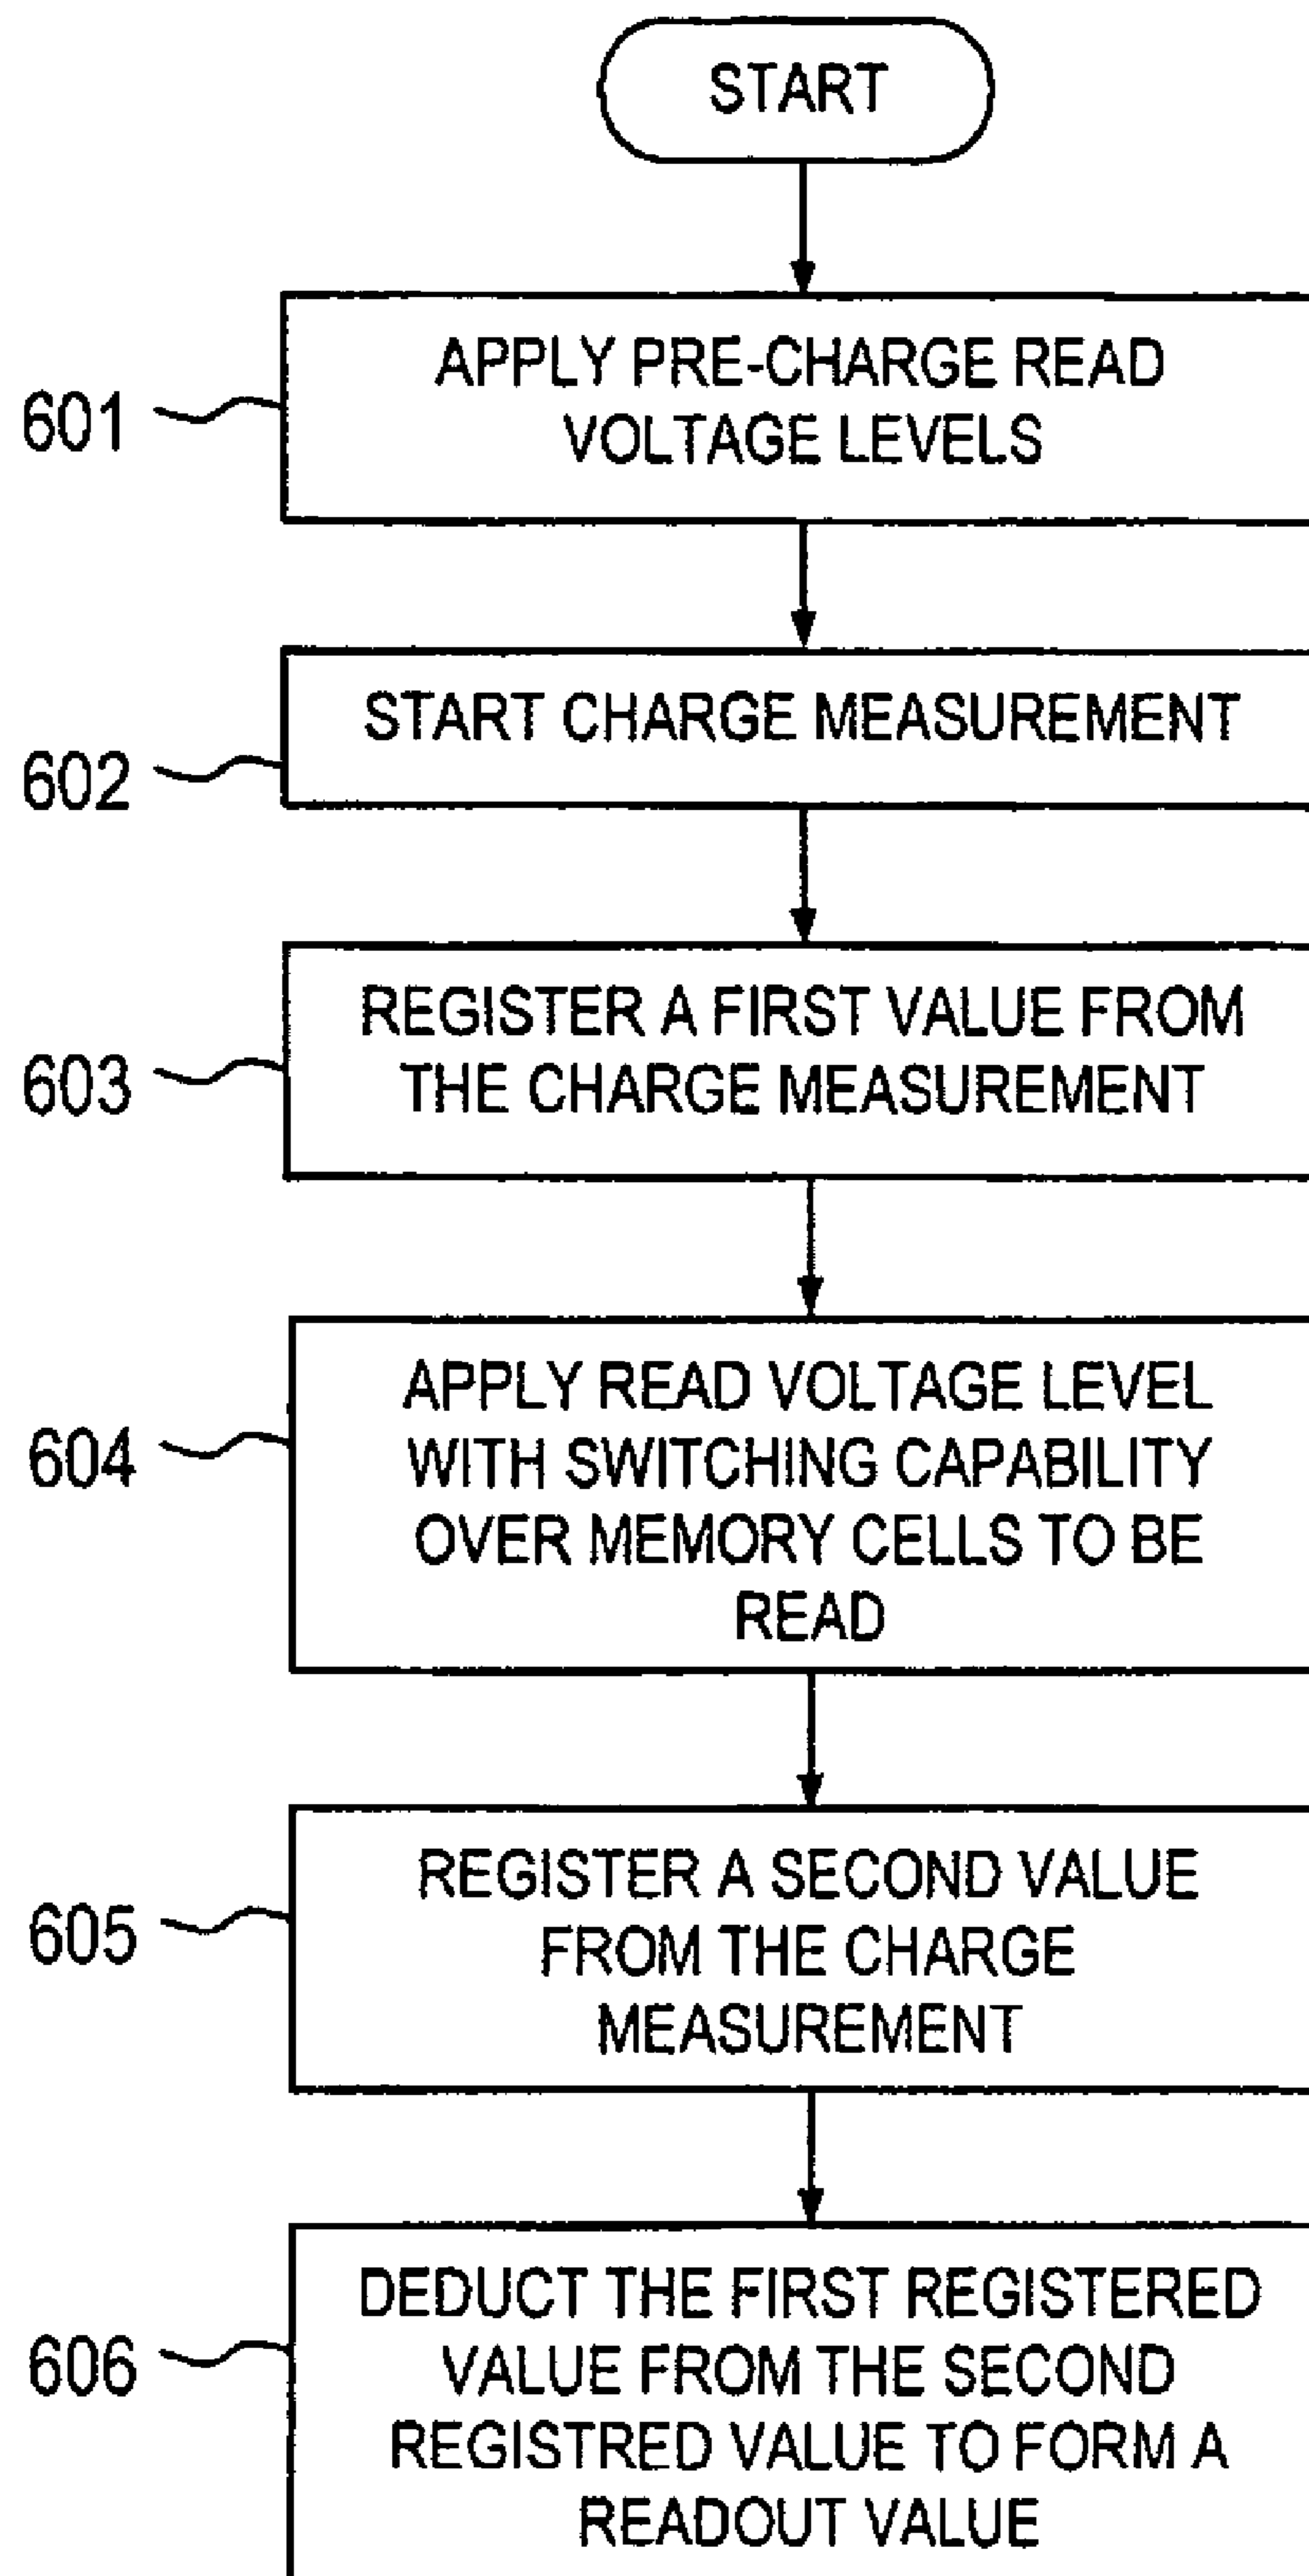 START
601
APPLY PRE-CHARGE READ
VOLTAGE LEVELS
602
START CHARGE MEASUREMENT
603
REGISTER A FIRST VALUE FROM
THE CHARGE MEASUREMENT
604
APPLY READ VOLTAGE LEVEL
WITH SWITCHING CAPABILITY
OVER MEMORY CELLS TO BE
READ
605
REGISTER A SECOND VALUE
FROM THE CHARGE
MEASUREMENT
606
DEDUCT THE FIRST REGISTERED
VALUE FROM THE SECOND
REGISTRED VALUE TO FORM A
READOUT VALUE